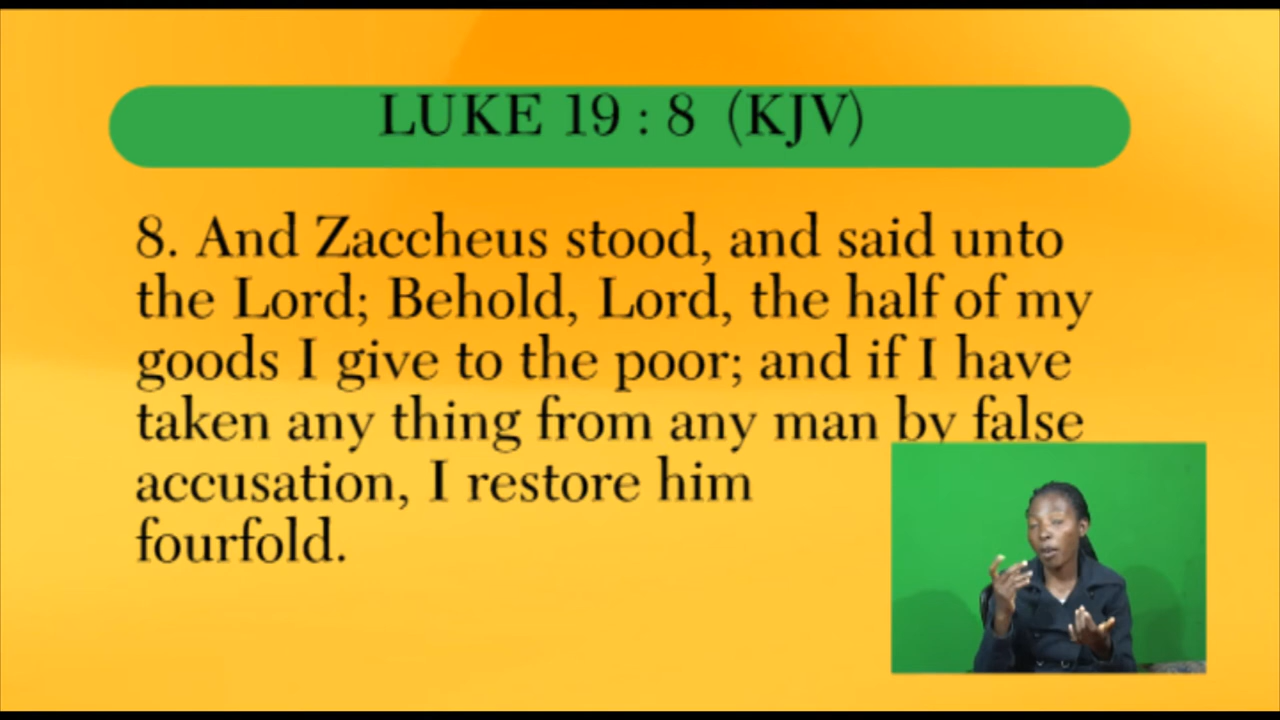 LUKE 19 : 8 (KJV)
8. And Zaccheus stood, and said unto
the Lord; Behold, Lord, the half of my
goods I give to the poor; and if I have
taken any thing from any man by false
accusation, I restore him
fourfold.